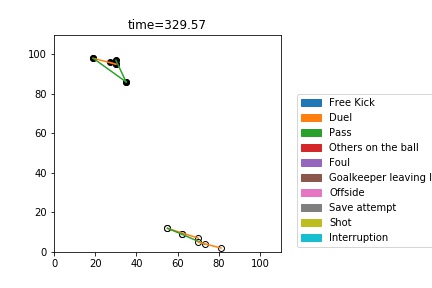 time=329.57
100
80
60
40
20
0
0 20 40 60 80 100
Free Kick
Duel
Pass
Others on the ball
Foul
Goalkeeper leaving l
Offside
Save attempt
Shot
Interruption